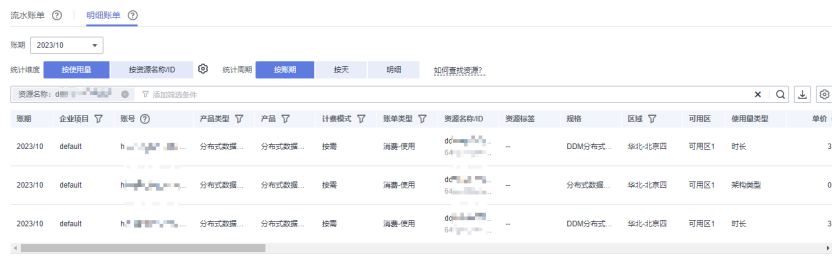 流水账单 ? 明细账单 ?
账期 2023/10
统计维度 按使用量 按资源名称/ID 统计周期 按账期 按天 明细 如何查找资源?
资源名称: d 添加筛选条件
账期 企业项目 账号 ? 产品类型 产品 计费模式 账单类型 资源名称/ID 资源标签 规格 区域 可用区 使用量类型 单价
2023/10 default h ... 分布式数据... 分布式数据... 按需 消费-使用 dd ... -- DDM分布式... 华北-北京四 可用区1 时长 3
64 ...
2023/10 default h ... 分布式数据... 分布式数据... 按需 消费-使用 dd ... -- 分布式数据... 华北-北京四 可用区1 架构类型 0
64 ...
2023/10 default h. ... 分布式数据... 分布式数据... 按需 消费-使用 dd ... -- DDM分布式... 华北-北京四 可用区1 时长 3
64 ...